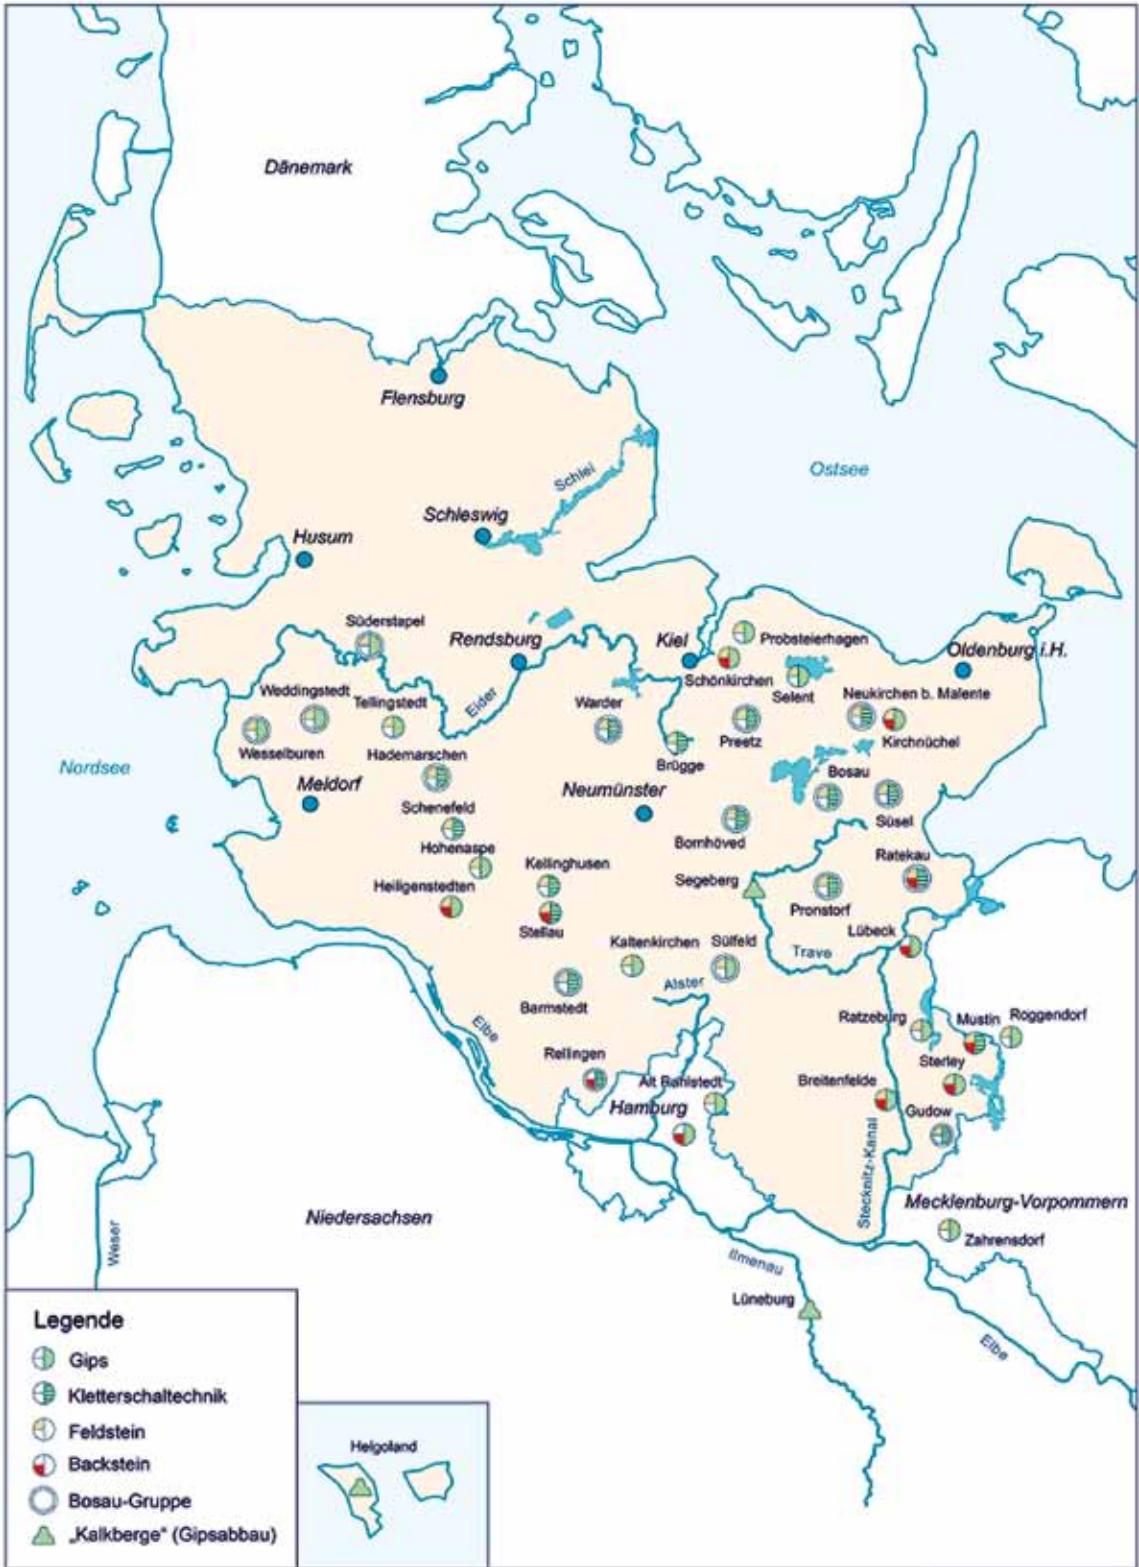 Dänemark
Flensburg
Ostsee
Schlei
Schleswig
Husum
Süderstapel
Rendsburg
Kiel
Probsteierhagen
Oldenburg i.H.
Schönkirchen
Selent
Neukirchen b. Malente
Weddingstedt
Tellingstedt
Eider
Warder
Wesselburen
Hademarschen
Brügge
Preetz
Kirchnüchel
Nordsee
Meldorf
Neumünster
Bosau
Schenefeld
Süsel
Hohenaspe
Bornhöved
Kellinghusen
Ratekau
Heiligenstedten
Segeberg
Pronstorf
Stellau
Lübeck
Kaltenkirchen
Sülfeld
Trave
Alster
Barmstedt
Ratzeburg
Mustin
Roggendorf
Elbe
Rellingen
Sterley
Alt Rahlstedt
Breitenfelde
Hamburg
Gudow
Stecknitz-Kanal
Mecklenburg-Vorpommern
Niedersachsen
Zahrensdorf
Weser
Ilmenau
Lüneburg
Elbe
Legende
Gips
Kletterschaltechnik
Feldstein
Backstein
Bosau-Gruppe
„Kalkberge“ (Gipsabbau)
Helgoland